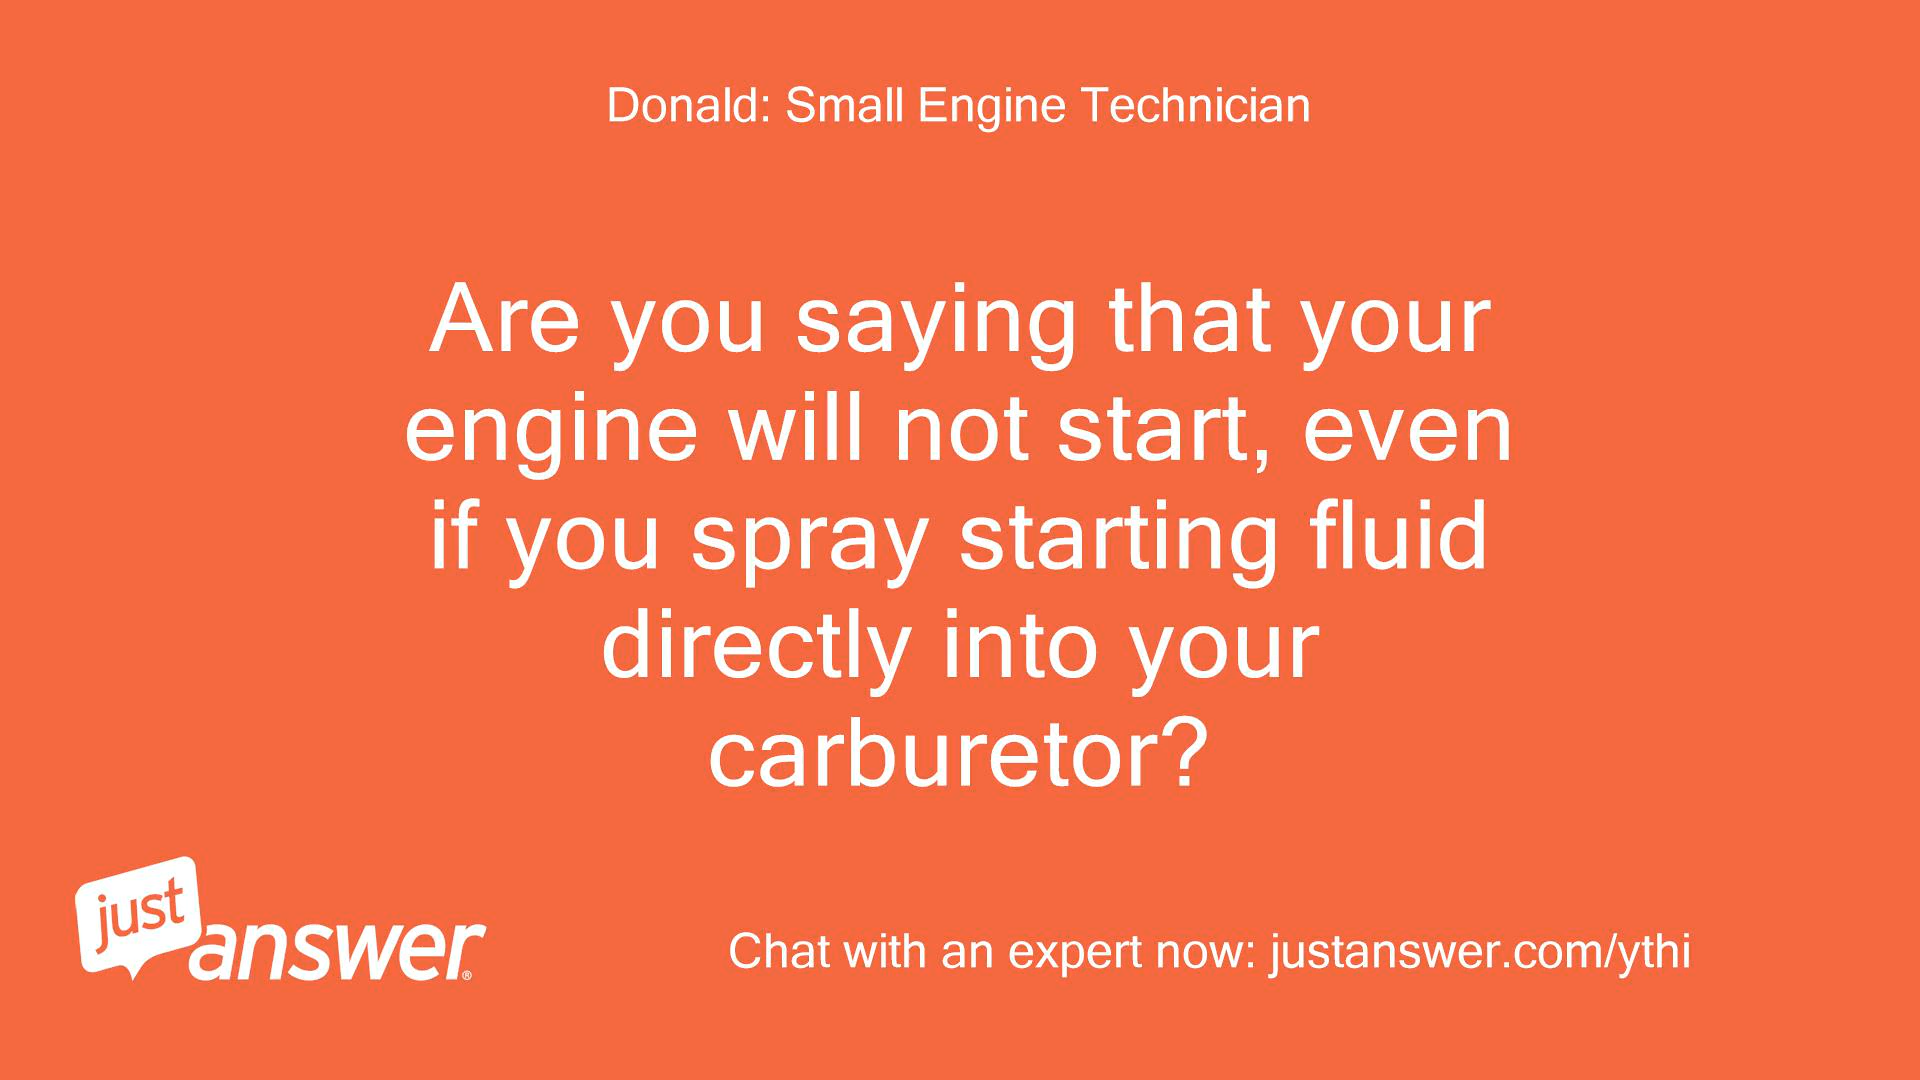 Donald: Small Engine Technician
Are you saying that your
engine will not start, even
if you spray starting fluid
directly into your
carburetor?
just
answer®
Chat with an expert now: justanswer.com/ythi